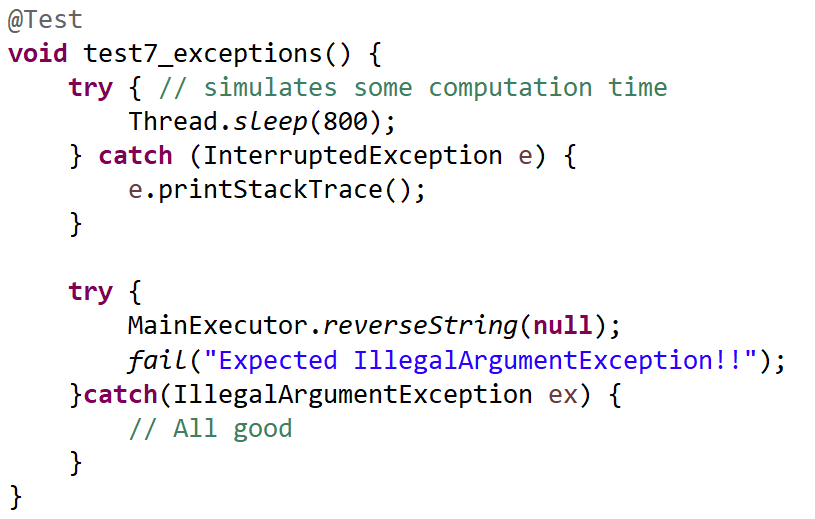 @Test
void test7_exceptions() {
    try { // simulates some computation time
        Thread.sleep(800);
    } catch (InterruptedException e) {
        e.printStackTrace();
    }

    try {
        MainExecutor.reverseString(null);
        fail("Expected IllegalArgumentException!!");
    }catch(IllegalArgumentException ex) {
        // All good
    }
}